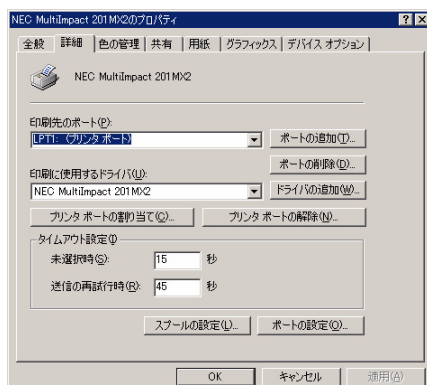 NEC MultiImpact 201MX2のプロパティ
全般 詳細 色の管理 共有 用紙 グラフィックス デバイス オプション
NEC MultiImpact 201MX2
印刷先のポート(P):
LPT1: (プリンタ ポート)
ポートの追加(T)...
ポートの削除(D)...
印刷に使用するドライバ(U):
NEC MultiImpact 201MX2
ドライバの追加(W)...
プリンタ ポートの割り当て(C)... プリンタ ポートの解除(N)...
タイムアウト設定
未選択時(S): 15 秒
送信の再試行時(R): 45 秒
スプールの設定(L)... ポートの設定(O)...
OK キャンセル 適用(A)